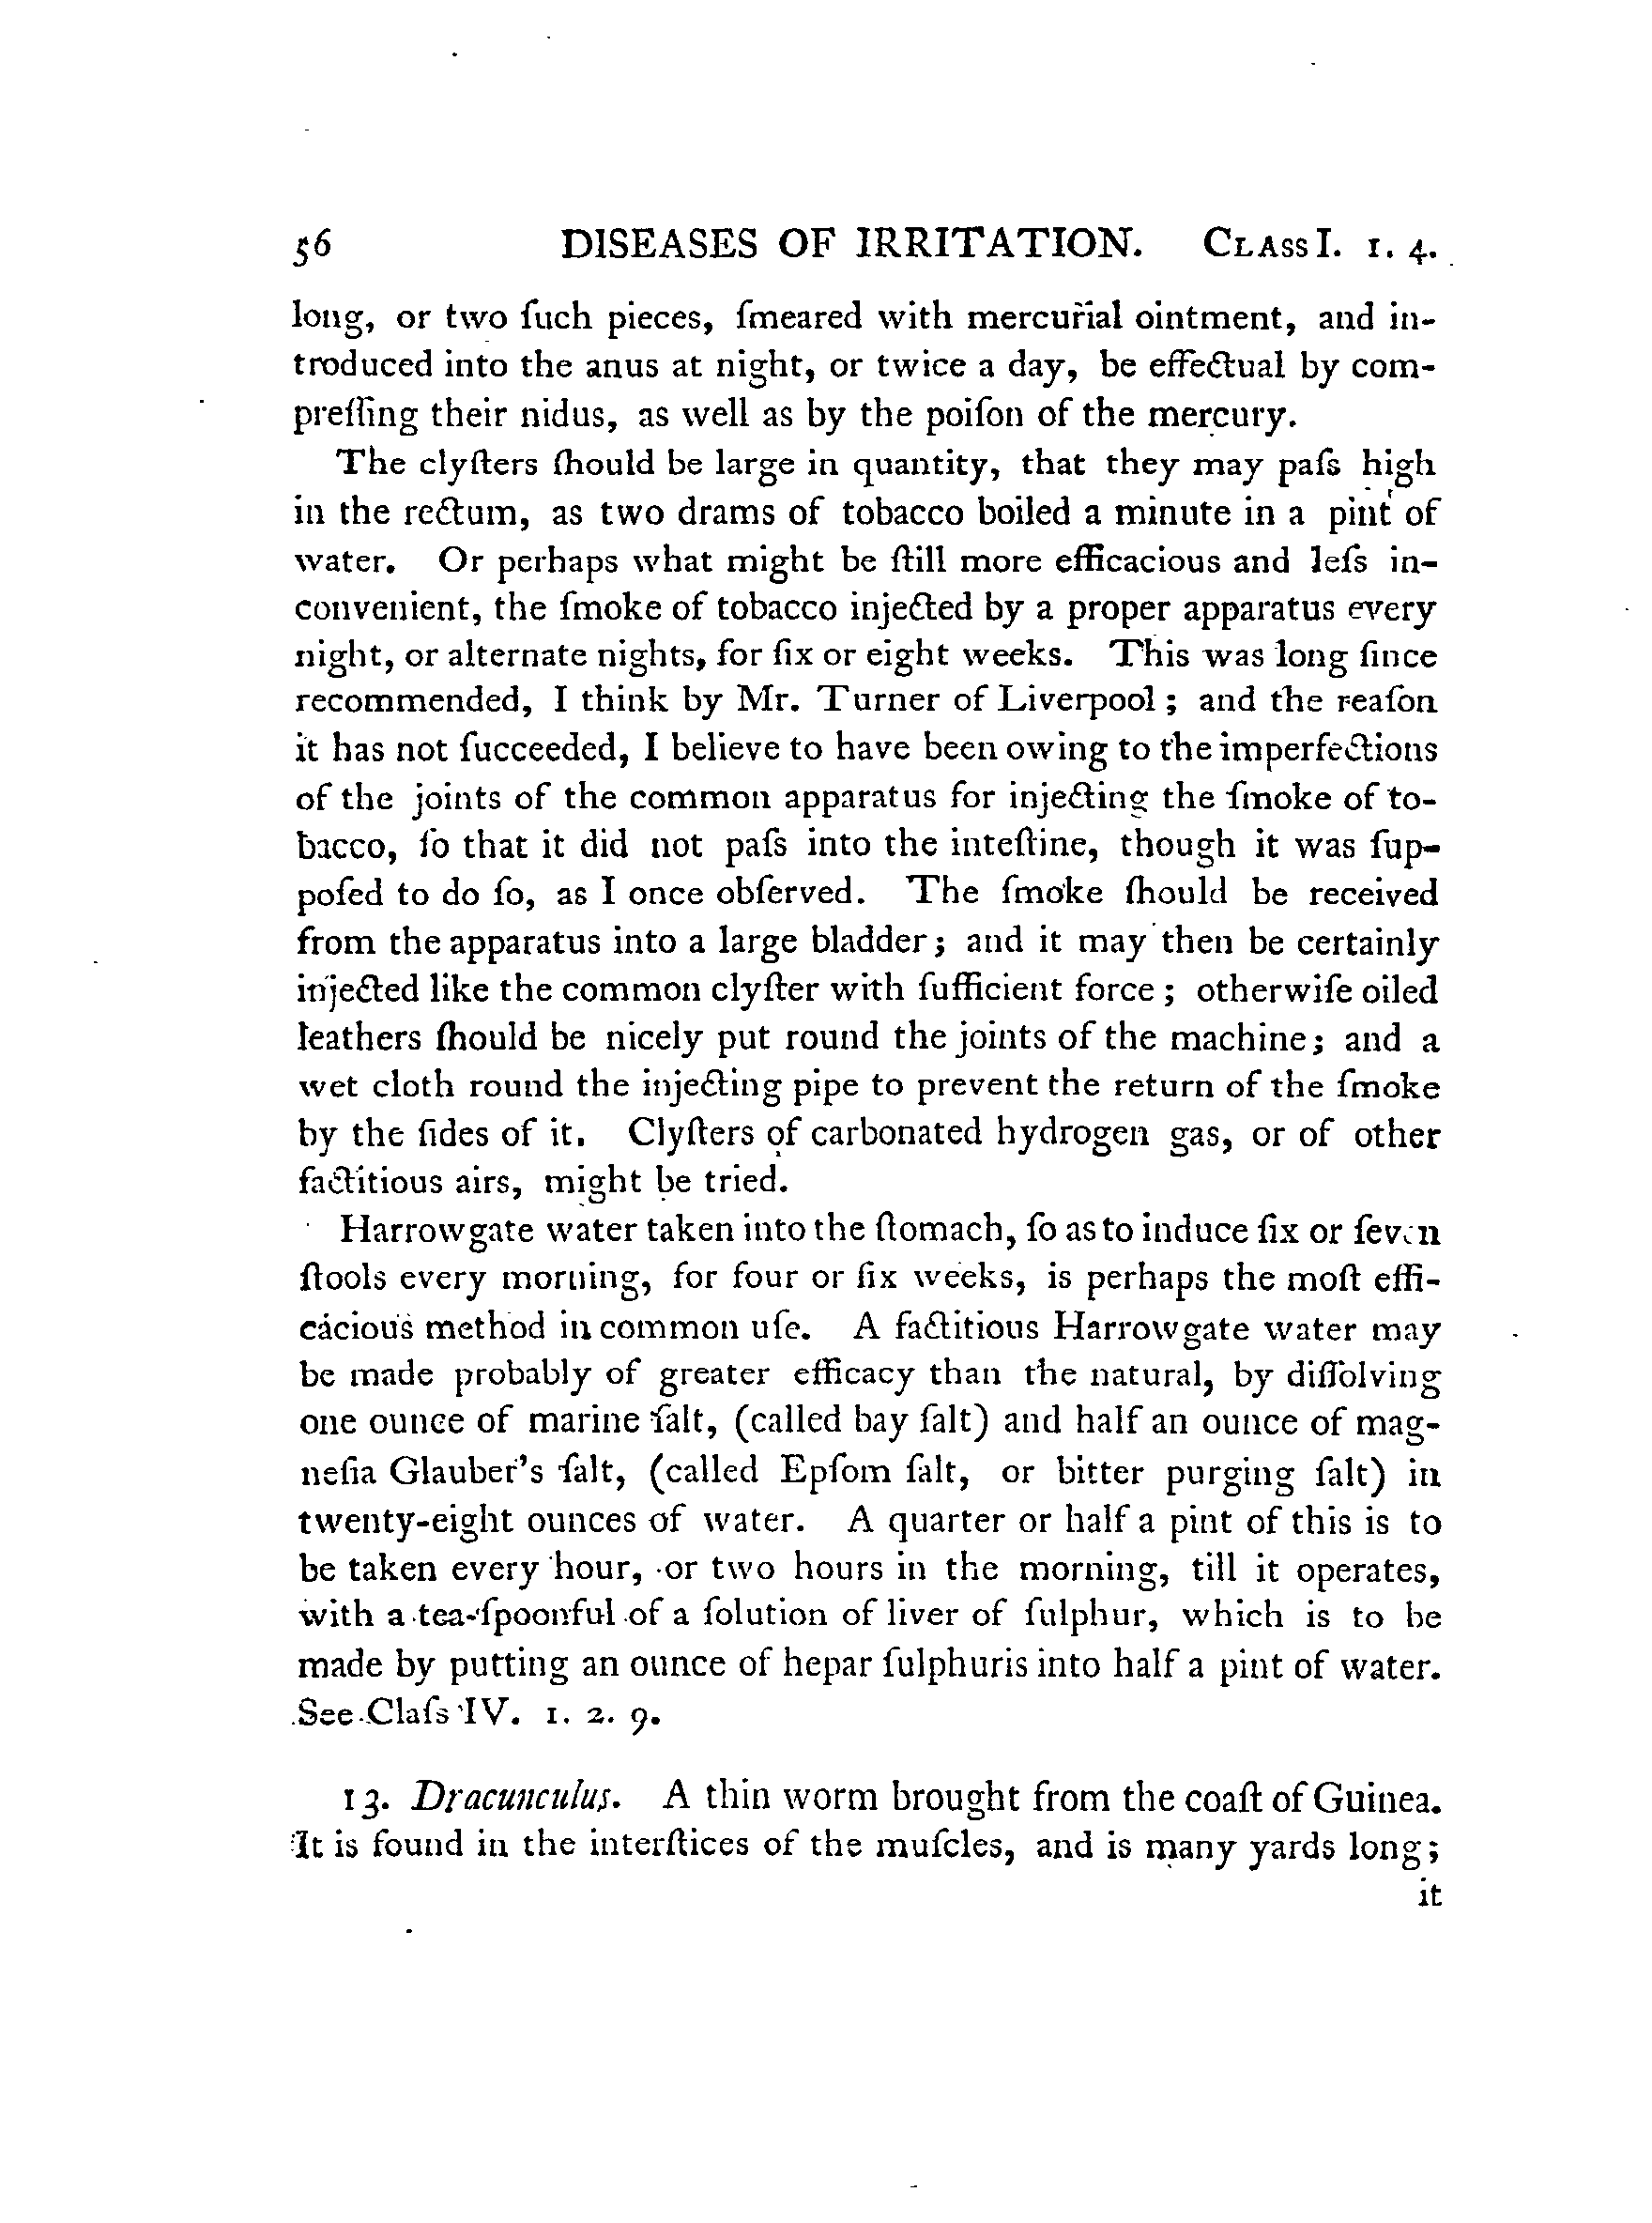 56 DISEASES OF IRRITATION. CLASS I. 1. 4.
long, or two ſuch pieces, ſmeared with mercurial ointment, and in-
troduced into the anus at night, or twice a day, be effectual by com-
preſſing their nidus, as well as by the poiſon of the mercury.
The clyſters ſhould be large in quantity, that they may paſs high
in the rectum, as two drams of tobacco boiled a minute in a pint of
water. Or perhaps what might be ſtill more efficacious and leſs in-
convenient, the ſmoke of tobacco injected by a proper apparatus every
night, or alternate nights, for ſix or eight weeks. This was long ſince
recommended, I think by Mr. Turner of Liverpool; and the reaſon
it has not ſucceeded, I believe to have been owing to the imperfections
of the joints of the common apparatus for injecting the ſmoke of to-
bacco, ſo that it did not paſs into the inteſtine, though it was ſup-
poſed to do ſo, as I once obſerved. The ſmoke ſhould be received
from the apparatus into a large bladder; and it may then be certainly
injected like the common clyſter with ſufficient force; otherwiſe oiled
leathers ſhould be nicely put round the joints of the machine; and a
wet cloth round the injecting pipe to prevent the return of the ſmoke
by the ſides of it. Clyſters of carbonated hydrogen gas, or of other
factitious airs, might be tried.
Harrowgate water taken into the ſtomach, ſo as to induce ſix or ſeven
ſtools every morning, for four or ſix weeks, is perhaps the moſt effi-
cacious method in common uſe. A factitious Harrowgate water may
be made probably of greater efficacy than the natural, by diſſolving
one ounce of marine ſalt, (called bay ſalt) and half an ounce of mag-
neſia Glauber's ſalt, (called Epſom ſalt, or bitter purging ſalt) in
twenty-eight ounces of water. A quarter or half a pint of this is to
be taken every hour, or two hours in the morning, till it operates,
with a tea-ſpoonful of a ſolution of liver of ſulphur, which is to be
made by putting an ounce of hepar ſulphuris into half a pint of water.
See Claſs IV. 1. 2. 9.
13. Dracunculus. A thin worm brought from the coaſt of Guinea.
It is found in the interſtices of the muſcles, and is many yards long;
it